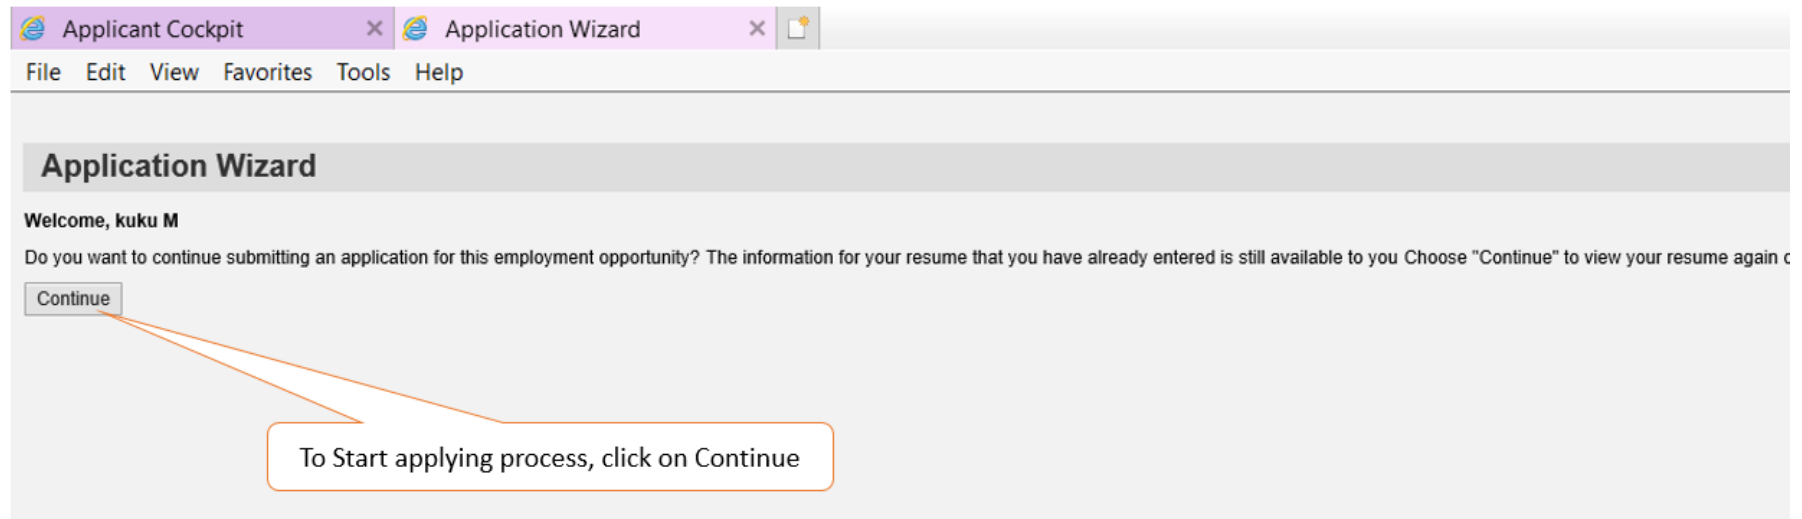 Applicant Cockpit
Application Wizard
File Edit View Favorites Tools Help
Application Wizard
Welcome, kuku M
Do you want to continue submitting an application for this employment opportunity? The information for your resume that you have already entered is still available to you Choose "Continue" to view your resume again
Continue
To Start applying process, click on Continue